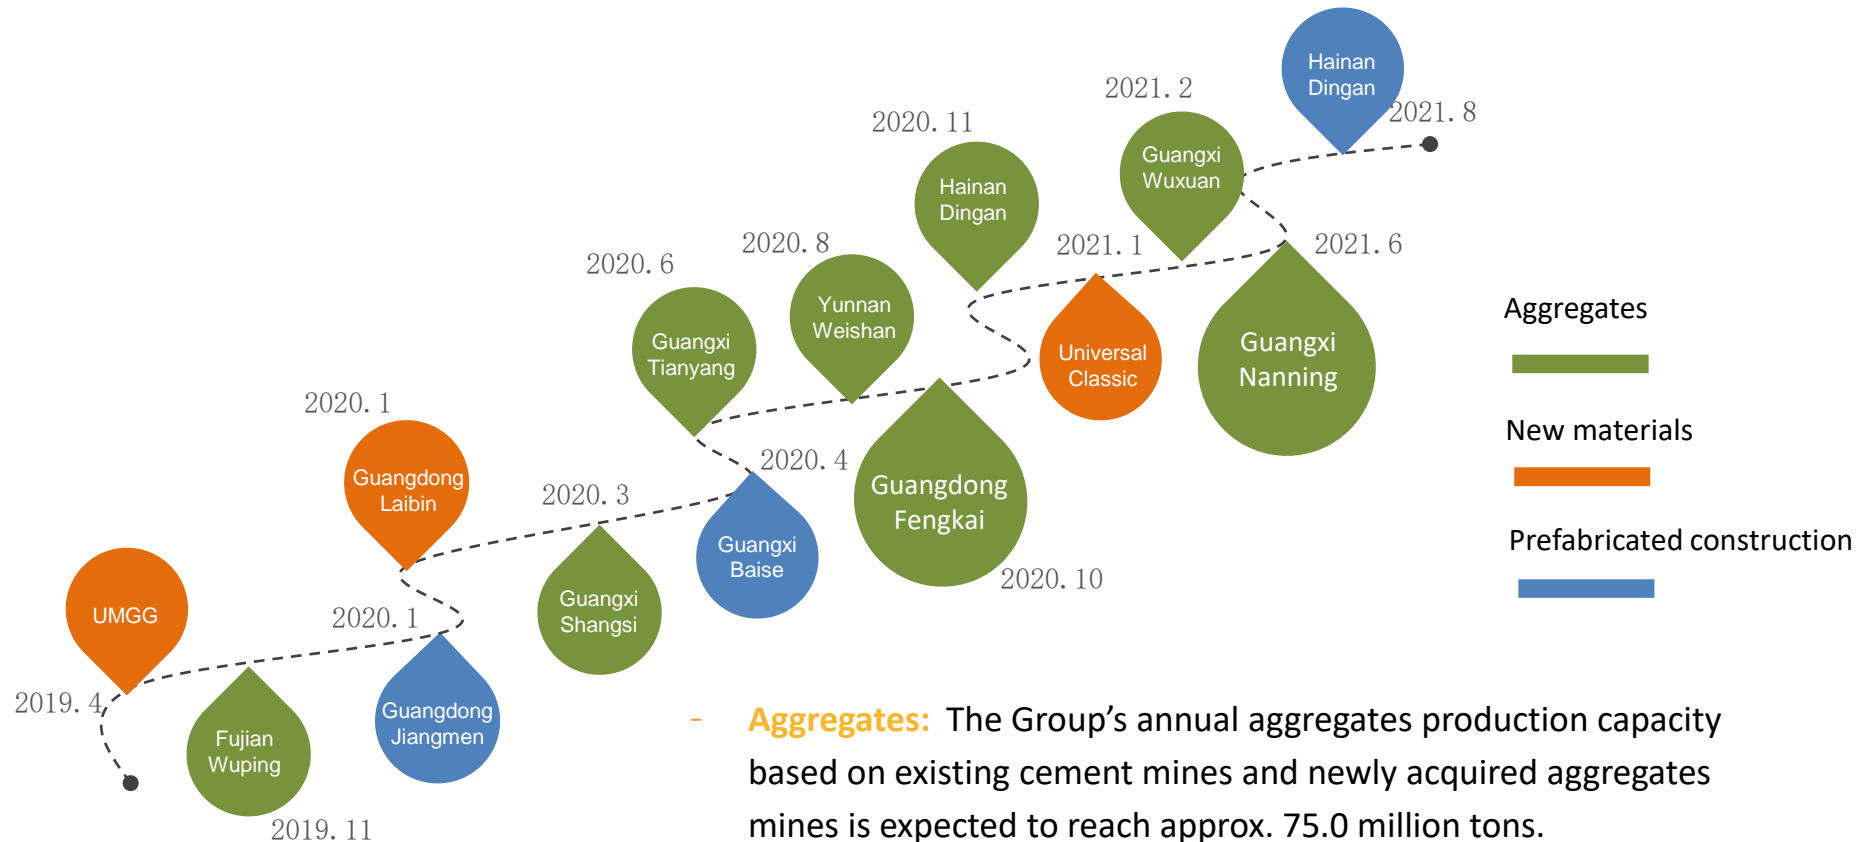 Hainan
Dingan
2021. 8
2021. 2
2020. 11
Guangxi
Wuxuan
Hainan
Dingan
2020. 8
2021. 1
2021. 6
2020. 6
Yunnan
Weishan
Guangxi
Tianyang
Universal
Classic
Guangxi
Nanning
Aggregates
2020. 1
New materials
2020. 4
Guangdong
Laibin
2020. 3
Guangdong
Fengkai
Guangxi
Baise
Prefabricated construction
2020. 10
UMGG
2020. 1
Guangxi
Shangsi
2019. 4
Fujian
Wuping
Guangdong
Jiangmen
2019. 11
- Aggregates: The Group’s annual aggregates production capacity
based on existing cement mines and newly acquired aggregates
mines is expected to reach approx. 75.0 million tons.